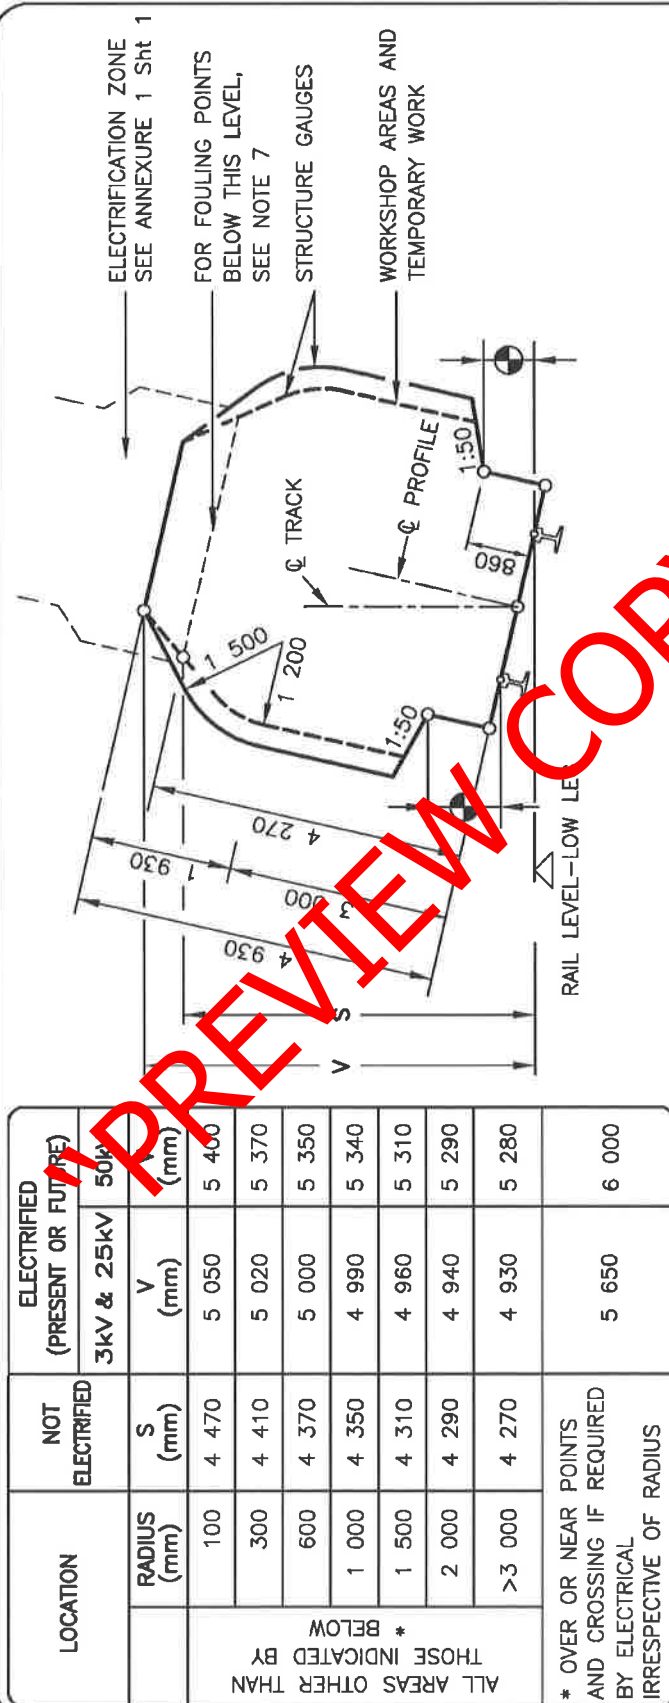 LOCATION
NOT
ELECTRIFIED
ELECTRIFIED
(PRESENT OR FUTURE)
3kV & 25kV
50kV
RADIUS
(mm)
S
(mm)
V
(mm)
(mm)
ALL AREAS OTHER THAN
THOSE INDICATED BY
* BELOW
100 4 470 5 050 5 400
300 4 410 5 020 5 370
600 4 370 5 000 5 350
1 000 4 350 4 990 5 340
1 500 4 310 4 960 5 310
2 000 4 290 4 940 5 290
>3 000 4 270 4 930 5 280
* OVER OR NEAR POINTS
AND CROSSING IF REQUIRED
BY ELECTRICAL
IRRESPECTIVE OF RADIUS
5 650 6 000
ELECTRIFICATION ZONE
SEE ANNEXURE 1 Sht 1
FOR FOULING POINTS
BELOW THIS LEVEL,
SEE NOTE 7
STRUCTURE GAUGES
WORKSHOP AREAS AND
TEMPORARY WORK
℄ TRACK
℄ PROFILE
1 500
1 200
1:50
1:50
860
4 270
1 930
3 000
4 930
S
V
RAIL LEVEL-LOW LEG
"PREVIEW COPY